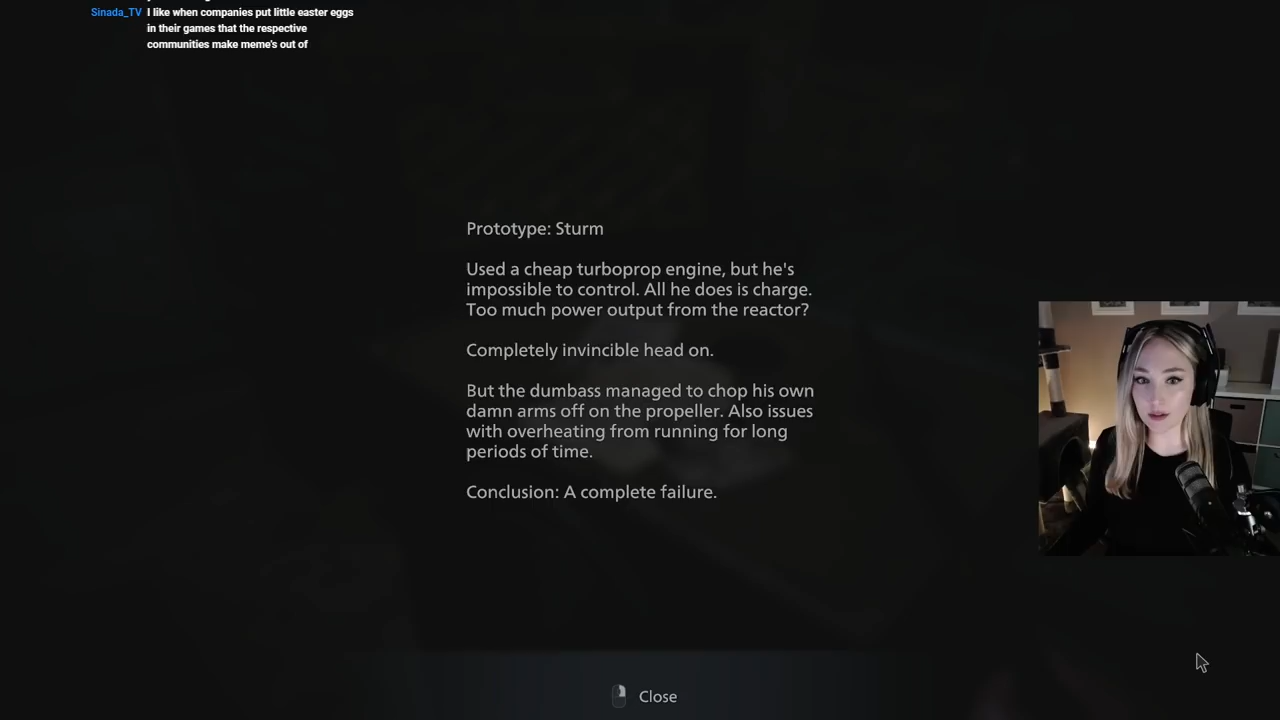 Sinada_TV I like when companies put little easter eggs
in their games that the respective
communities make meme's out of
Prototype: Sturm
Used a cheap turboprop engine, but he's
impossible to control. All he does is charge.
Too much power output from the reactor?
Completely invincible head on.
But the dumbass managed to chop his own
damn arms off on the propeller. Also issues
with overheating from running for long
periods of time.
Conclusion: A complete failure.
Close